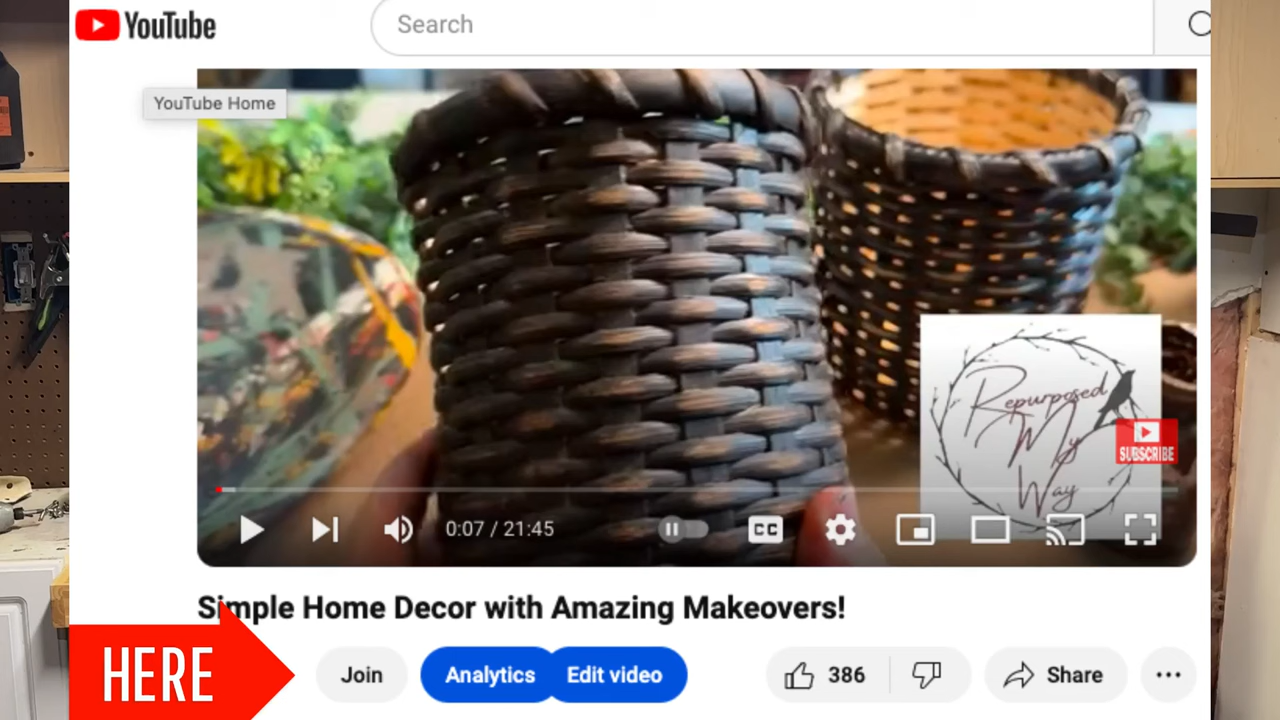 YouTube
Search
YouTube Home
Repurposed
My
Way
SUBSCRIBE
0:07 / 21:45
CC
Simple Home Decor with Amazing Makeovers!
HERE
Join
Analytics
Edit video
386
Share